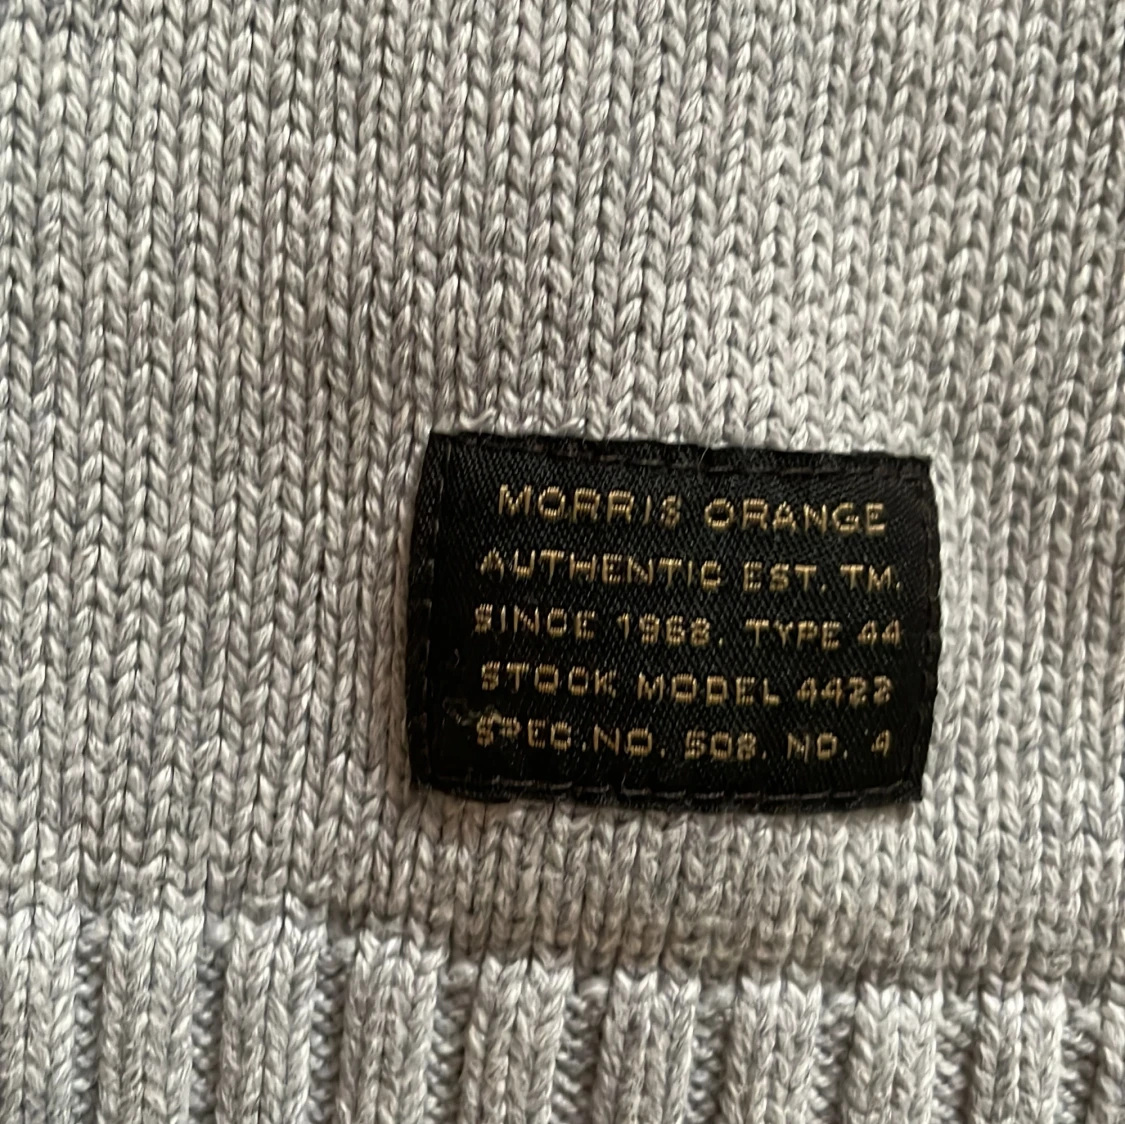 MORRIS ORANGE
AUTHENTIC EST. TM.
SINCE 1968. TYPE 44
STOCK MODEL 4422
SPEC.NO. 508. NO. 4